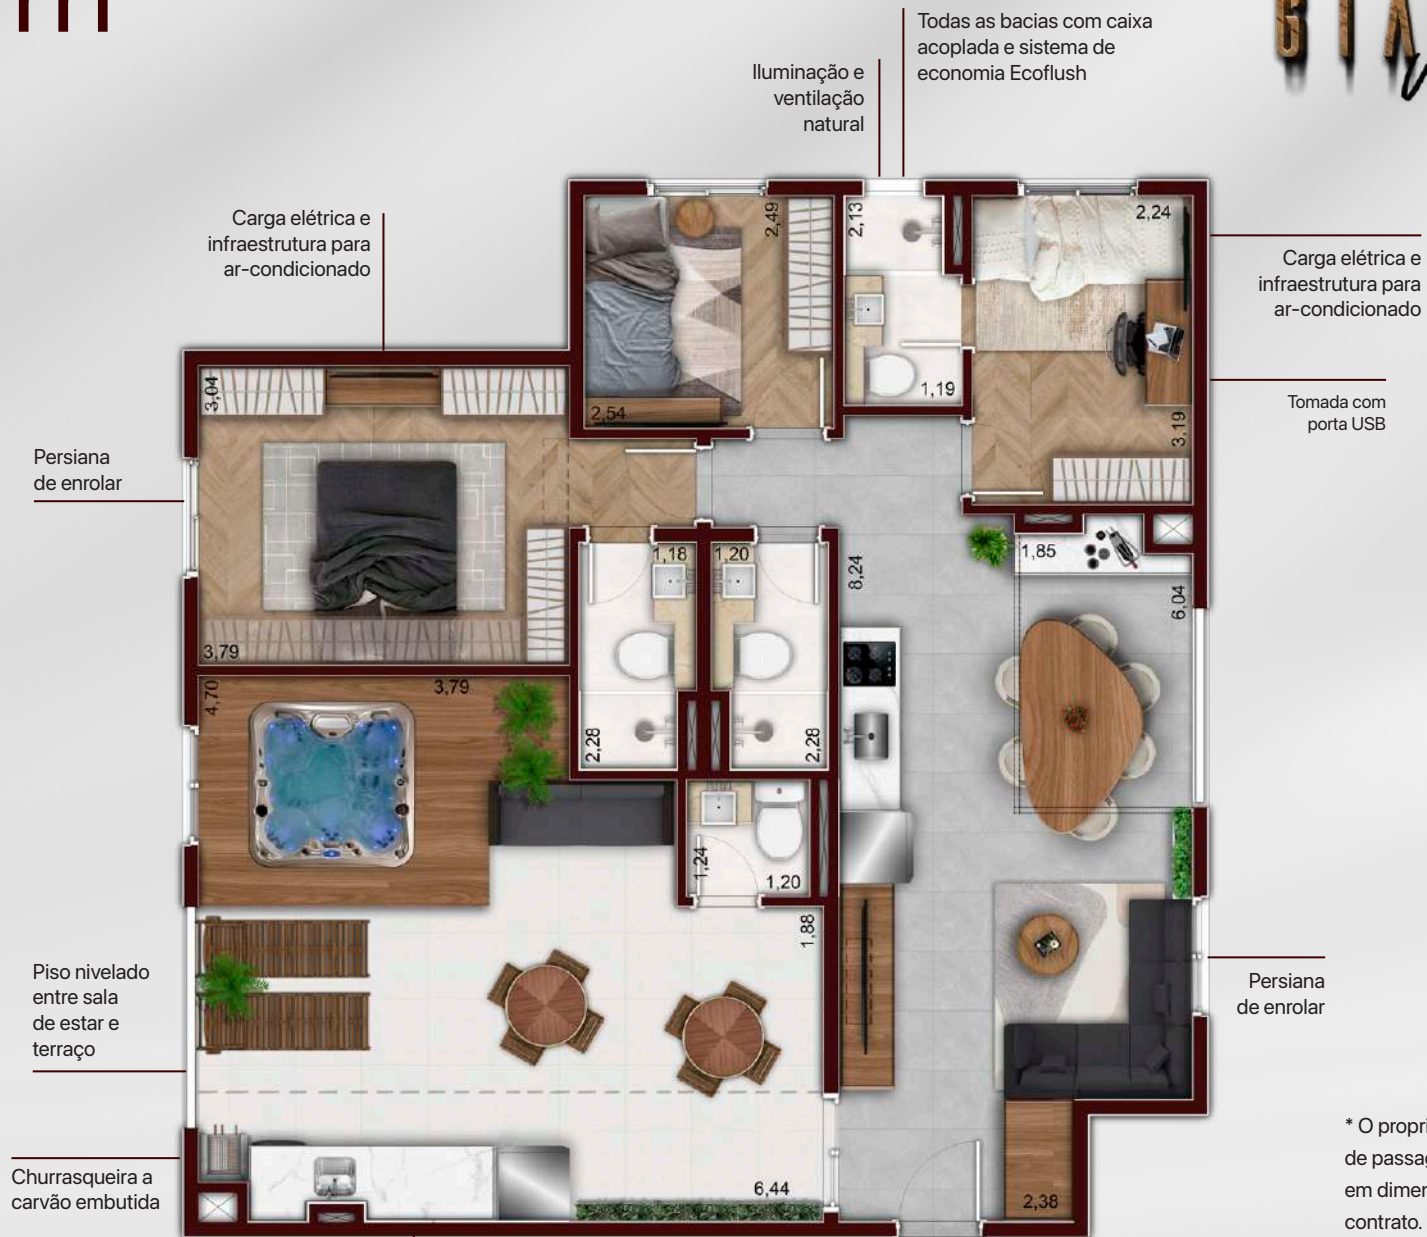 Todas as bacias com caixa
acoplada e sistema de
economia Ecoflush
Iluminação e
ventilação
natural
Carga elétrica e
infraestrutura para
ar-condicionado
Carga elétrica e
infraestrutura para
ar-condicionado
Tomada com
porta USB
Persiana
de enrolar
Piso nivelado
entre sala
de estar e
terraço
Churrasqueira a
carvão embutida
Persiana
de enrolar
2,49
2,13
2,24
3,04
2,54
1,19
3,19
1,18
1,20
8,24
1,85
6,04
3,79
4,70
3,79
2,28
2,28
1,24
1,20
1,88
6,44
2,38
* O propri
de passag
em dimen
contrato.